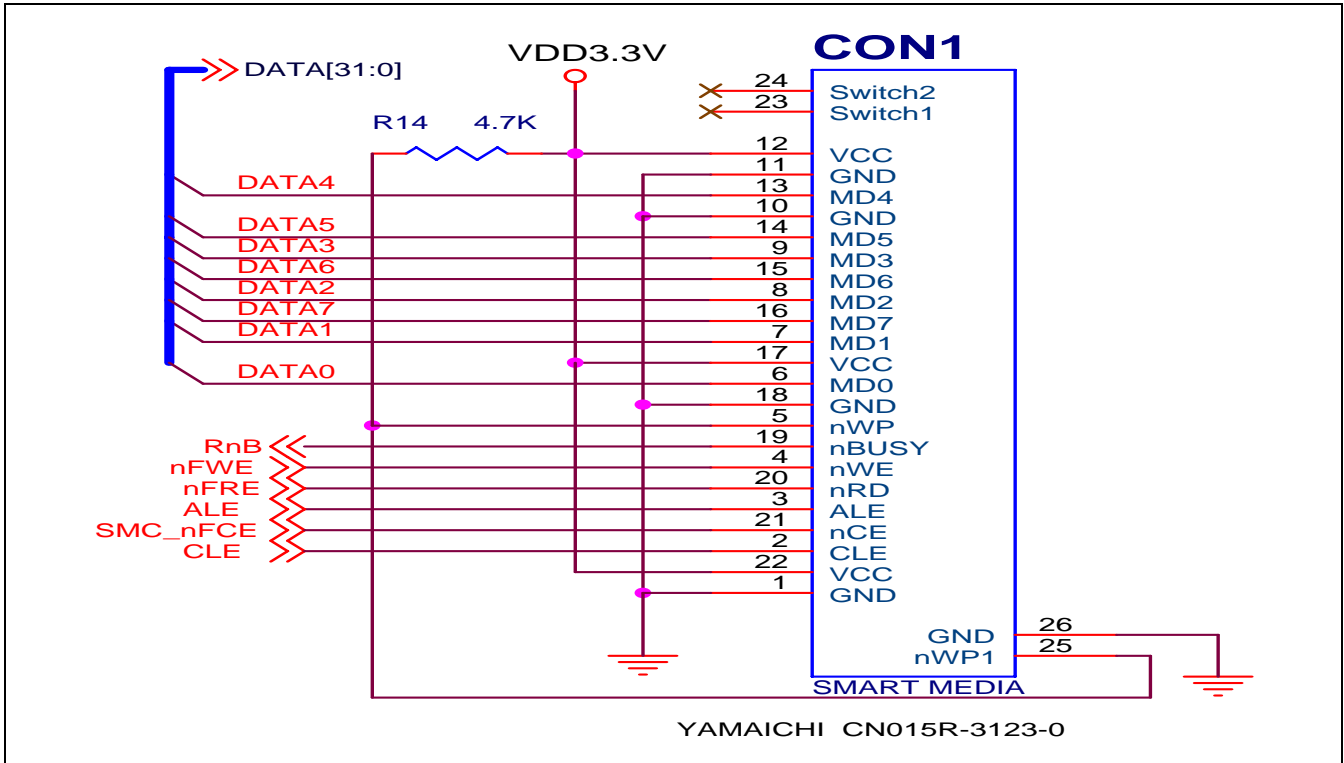 CON1
VDD3.3V
DATA[31:0]
24 Switch2
23 Switch1
R14 4.7K
12 VCC
11 GND
DATA4 13 MD4
10 GND
DATA5 14 MD5
DATA3 9 MD3
DATA6 15 MD6
DATA2 8 MD2
DATA7 16 MD7
DATA1 7 MD1
17 VCC
DATA0 6 MD0
18 GND
5 nWP
RnB 19 nBUSY
nFWE 4 nWE
nFRE 20 nRD
ALE 3 ALE
SMC_nFCE 21 nCE
CLE 2 CLE
22 VCC
1 GND
GND 26
nWP1 25
SMART MEDIA
YAMAICHI CN015R-3123-0